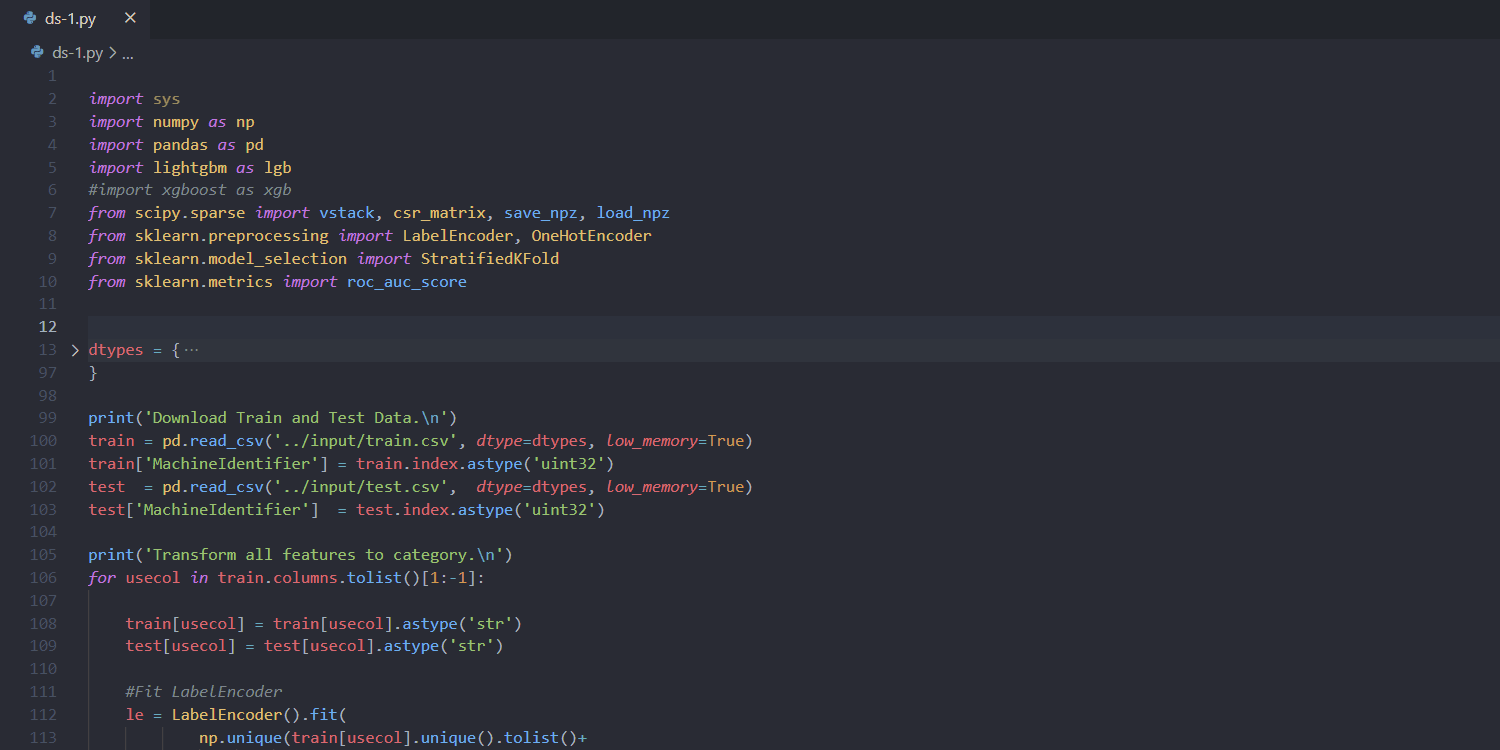 ds-1.py ×
ds-1.py > ...
1
2 import sys
3 import numpy as np
4 import pandas as pd
5 import lightgbm as lgb
6 #import xgboost as xgb
7 from scipy.sparse import vstack, csr_matrix, save_npz, load_npz
8 from sklearn.preprocessing import LabelEncoder, OneHotEncoder
9 from sklearn.model_selection import StratifiedKFold
10 from sklearn.metrics import roc_auc_score
11
12
13 > dtypes = { ···
97 }
98
99 print('Download Train and Test Data.\n')
100 train = pd.read_csv('../input/train.csv', dtype=dtypes, low_memory=True)
101 train['MachineIdentifier'] = train.index.astype('uint32')
102 test  = pd.read_csv('../input/test.csv',  dtype=dtypes, low_memory=True)
103 test['MachineIdentifier']  = test.index.astype('uint32')
104
105 print('Transform all features to category.\n')
106 for usecol in train.columns.tolist()[1:-1]:
107
108     train[usecol] = train[usecol].astype('str')
109     test[usecol] = test[usecol].astype('str')
110
111     #Fit LabelEncoder
112     le = LabelEncoder().fit(
113             np.unique(train[usecol].unique().tolist()+